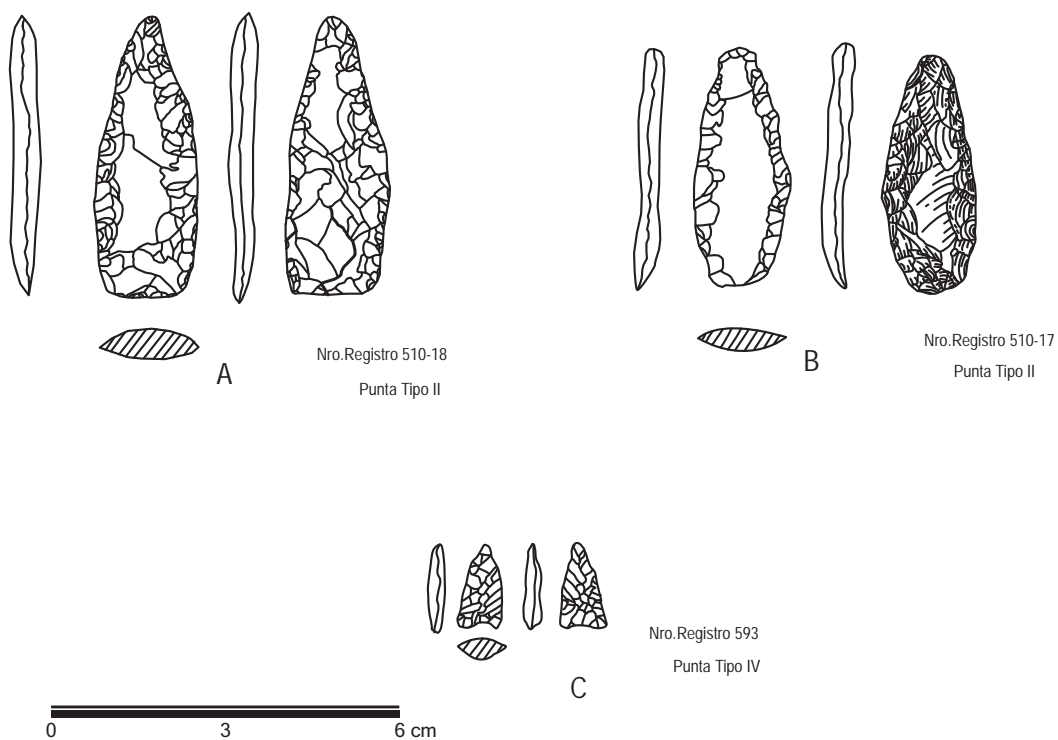 Nro.Registro 510-18
Punta Tipo II
A
Nro.Registro 510-17
Punta Tipo II
B
Nro.Registro 593
Punta Tipo IV
C
0 3 6 cm